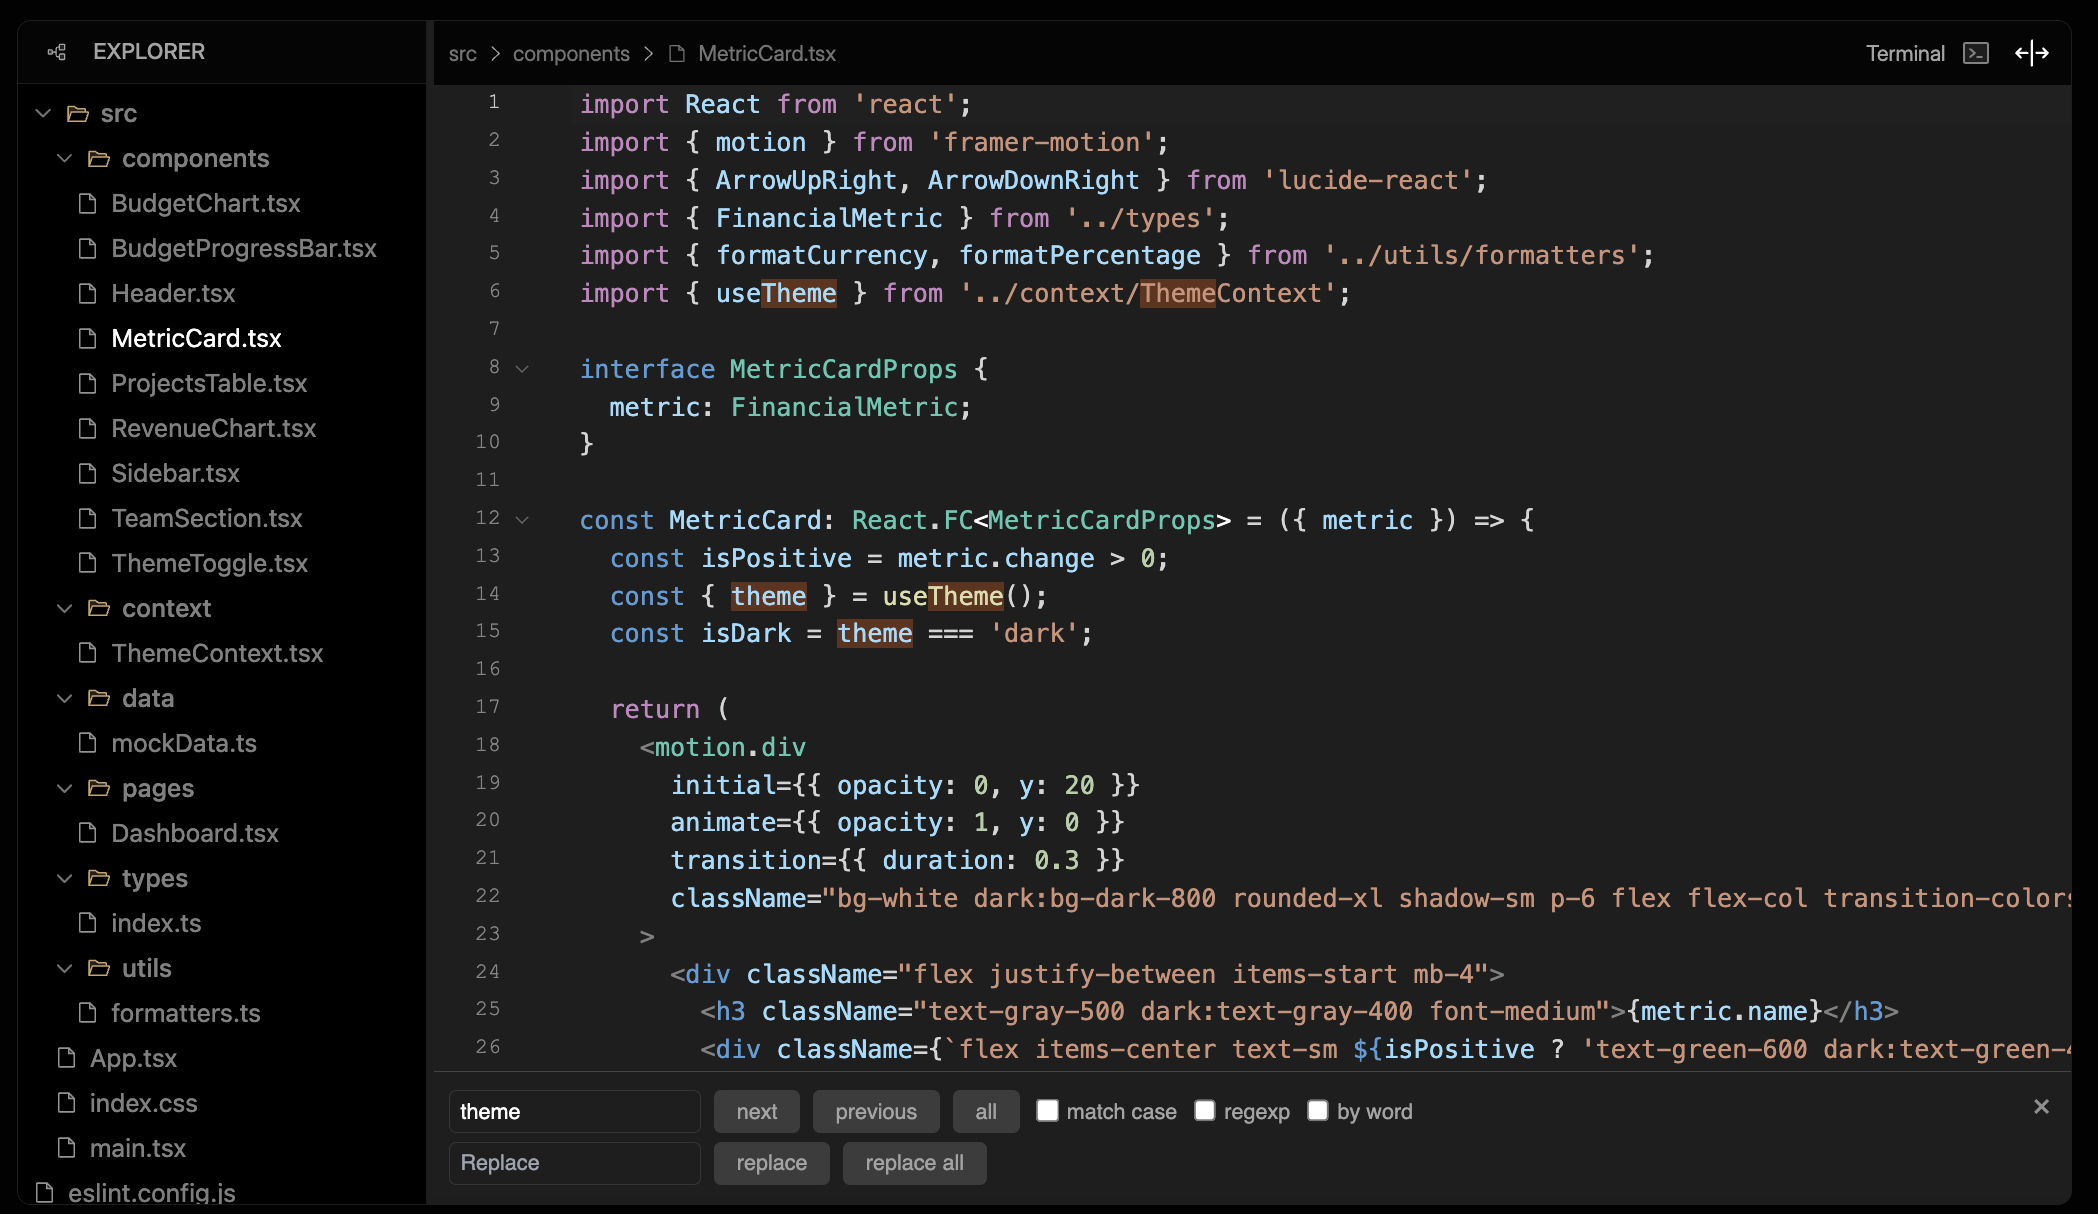 EXPLORER
src
components
BudgetChart.tsx
BudgetProgressBar.tsx
Header.tsx
MetricCard.tsx
ProjectsTable.tsx
RevenueChart.tsx
Sidebar.tsx
TeamSection.tsx
ThemeToggle.tsx
context
ThemeContext.tsx
data
mockData.ts
pages
Dashboard.tsx
types
index.ts
utils
formatters.ts
App.tsx
index.css
main.tsx
eslint.config.js
src > components > MetricCard.tsx
Terminal
1 import React from 'react';
2 import { motion } from 'framer-motion';
3 import { ArrowUpRight, ArrowDownRight } from 'lucide-react';
4 import { FinancialMetric } from '../types';
5 import { formatCurrency, formatPercentage } from '../utils/formatters';
6 import { useTheme } from '../context/ThemeContext';
7
8 interface MetricCardProps {
9   metric: FinancialMetric;
10 }
11
12 const MetricCard: React.FC<MetricCardProps> = ({ metric }) => {
13   const isPositive = metric.change > 0;
14   const { theme } = useTheme();
15   const isDark = theme === 'dark';
16
17   return (
18     <motion.div
19       initial={{ opacity: 0, y: 20 }}
20       animate={{ opacity: 1, y: 0 }}
21       transition={{ duration: 0.3 }}
22       className="bg-white dark:bg-dark-800 rounded-xl shadow-sm p-6 flex flex-col transition-colors
23     >
24       <div className="flex justify-between items-start mb-4">
25         <h3 className="text-gray-500 dark:text-gray-400 font-medium">{metric.name}</h3>
26         <div className={`flex items-center text-sm ${isPositive ? 'text-green-600 dark:text-green-4
theme
next
previous
all
match case
regexp
by word
×
Replace
replace
replace all